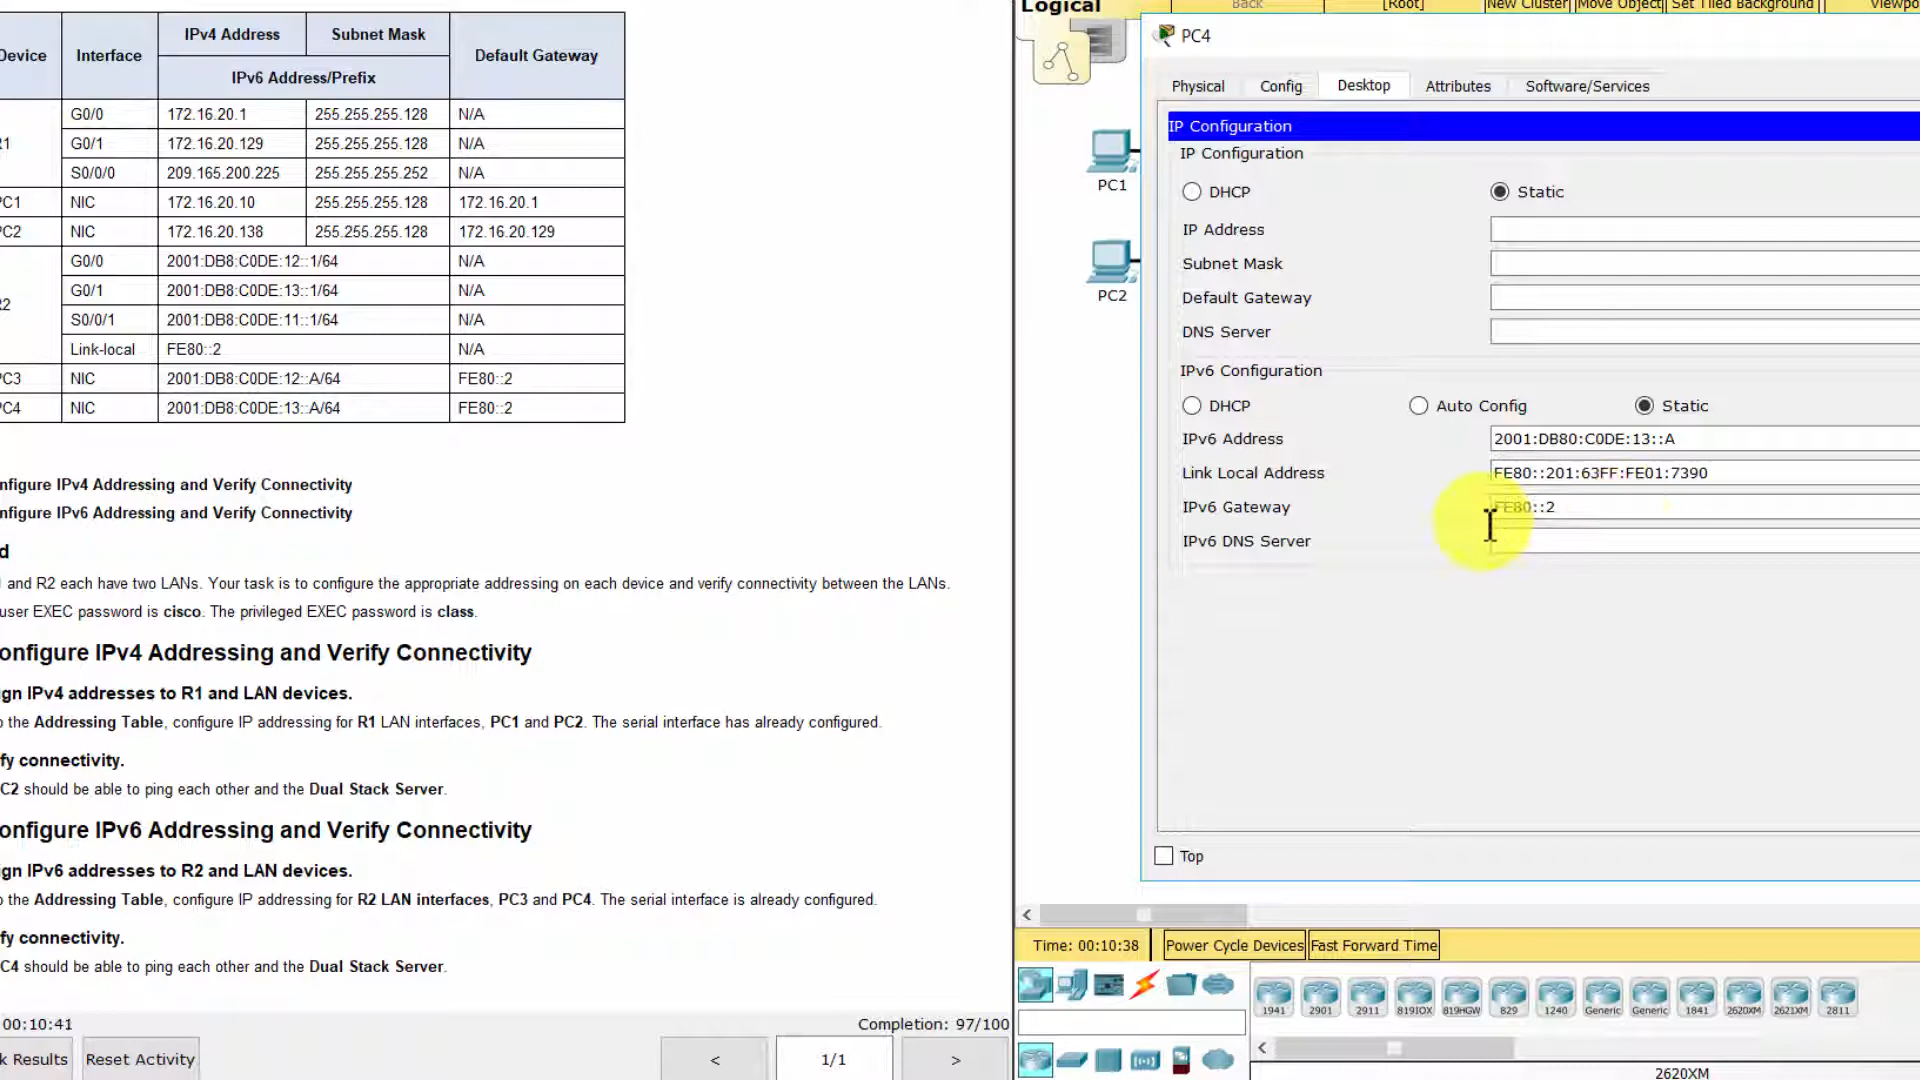 IPv4 Address Subnet Mask
Device Interface Default Gateway
IPv6 Address/Prefix
G0/0 172.16.20.1 255.255.255.128 N/A
R1 G0/1 172.16.20.129 255.255.255.128 N/A
S0/0/0 209.165.200.225 255.255.255.252 N/A
PC1 NIC 172.16.20.10 255.255.255.128 172.16.20.1
PC2 NIC 172.16.20.138 255.255.255.128 172.16.20.129
G0/0 2001:DB8:C0DE:12::1/64 N/A
G0/1 2001:DB8:C0DE:13::1/64 N/A
R2
S0/0/1 2001:DB8:C0DE:11::1/64 N/A
Link-local FE80::2 N/A
PC3 NIC 2001:DB8:C0DE:12::A/64 FE80::2
PC4 NIC 2001:DB8:C0DE:13::A/64 FE80::2
nfigure IPv4 Addressing and Verify Connectivity
nfigure IPv6 Addressing and Verify Connectivity
d
and R2 each have two LANs. Your task is to configure the appropriate addressing on each device and verify connectivity between the LANs.
user EXEC password is cisco. The privileged EXEC password is class.
onfigure IPv4 Addressing and Verify Connectivity
gn IPv4 addresses to R1 and LAN devices.
o the Addressing Table, configure IP addressing for R1 LAN interfaces, PC1 and PC2. The serial interface has already configured.
fy connectivity.
C2 should be able to ping each other and the Dual Stack Server.
onfigure IPv6 Addressing and Verify Connectivity
gn IPv6 addresses to R2 and LAN devices.
o the Addressing Table, configure IP addressing for R2 LAN interfaces, PC3 and PC4. The serial interface is already configured.
fy connectivity.
C4 should be able to ping each other and the Dual Stack Server.
00:10:41 Completion: 97/100
k Results Reset Activity < 1/1 >
Logical Back [Root] New Cluster Move Object Set Tiled Background Viewpo
PC1
PC2
PC4
Physical Config Desktop Attributes Software/Services
IP Configuration
IP Configuration
DHCP Static
IP Address
Subnet Mask
Default Gateway
DNS Server
IPv6 Configuration
DHCP Auto Config Static
IPv6 Address 2001:DB80:C0DE:13::A
Link Local Address FE80::201:63FF:FE01:7390
IPv6 Gateway FE80::2
IPv6 DNS Server
Top
<
Time: 00:10:38 Power Cycle Devices Fast Forward Time
1941 2901 2911 819IOX 819HGW 829 1240 Generic Generic 1841 2620XM 2621XM 2811
<
2620XM